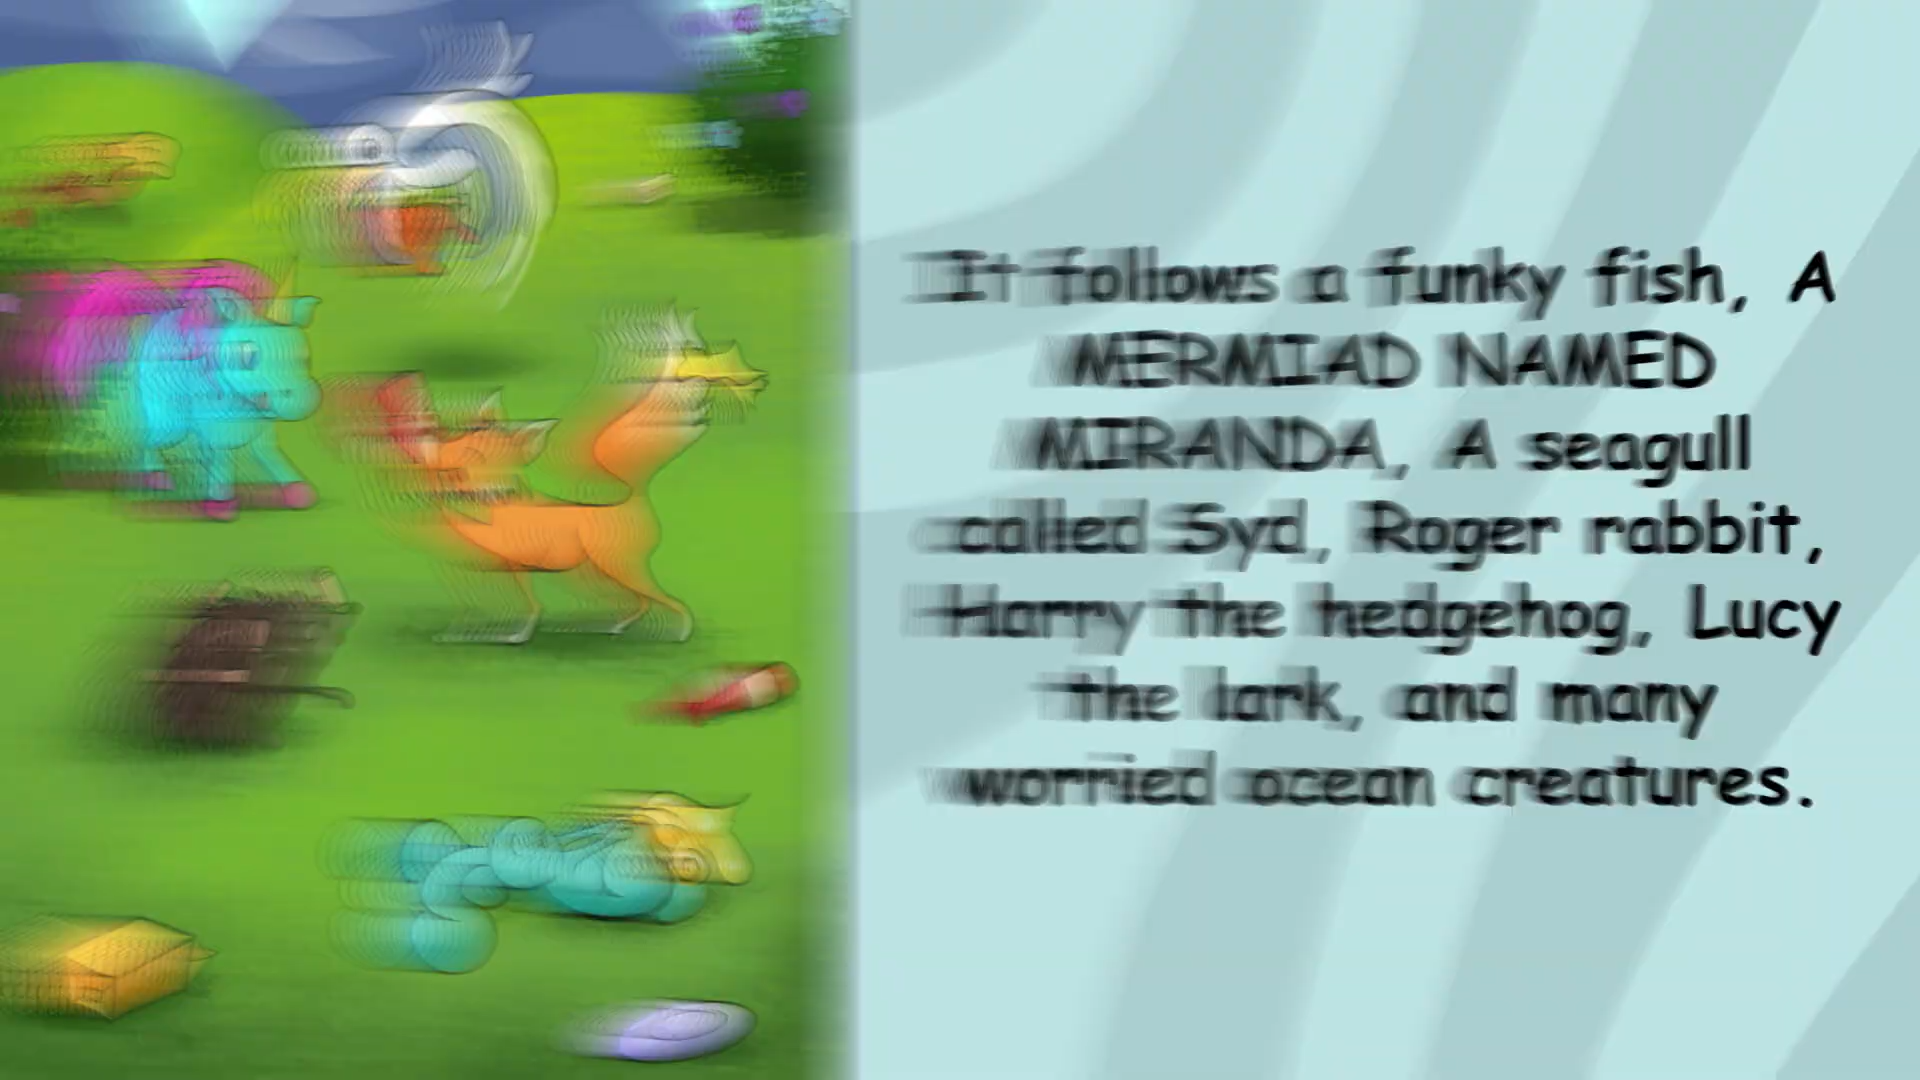 It follows a funky fish, A
MERMIAD NAMED
MIRANDA, A seagull
called Syd, Roger rabbit,
Harry the hedgehog, Lucy
the lark, and many
worried ocean creatures.